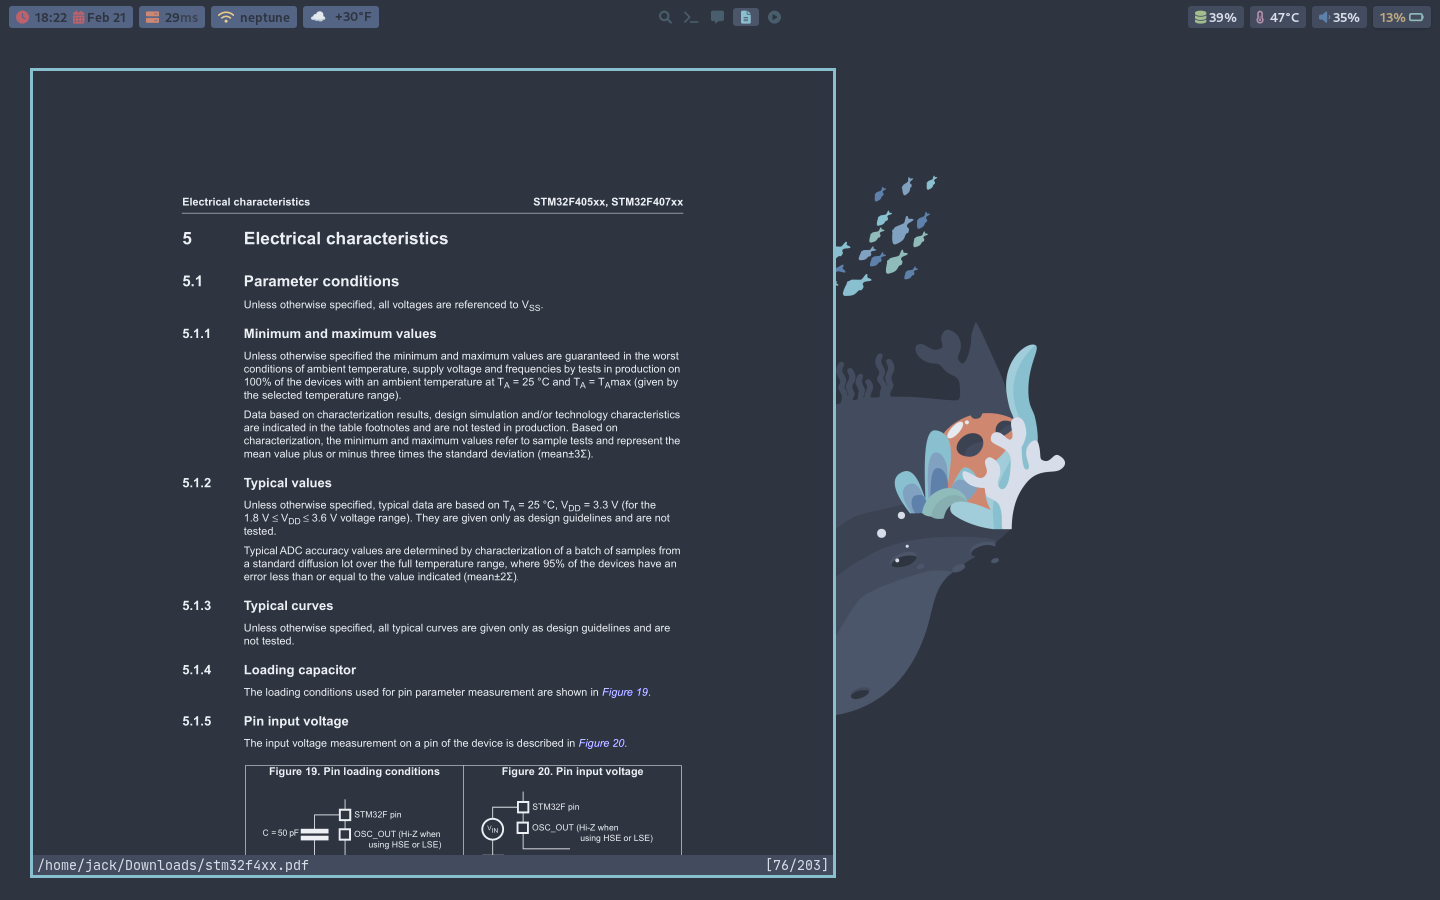 18:22 Feb 21 29ms neptune +30°F 39% 47°C 35% 13%
Electrical characteristics STM32F405xx, STM32F407xx
5 Electrical characteristics
5.1 Parameter conditions
Unless otherwise specified, all voltages are referenced to VSS.
5.1.1 Minimum and maximum values
Unless otherwise specified the minimum and maximum values are guaranteed in the worst
conditions of ambient temperature, supply voltage and frequencies by tests in production on
100% of the devices with an ambient temperature at TA = 25 °C and TA = TAmax (given by
the selected temperature range).
Data based on characterization results, design simulation and/or technology characteristics
are indicated in the table footnotes and are not tested in production. Based on
characterization, the minimum and maximum values refer to sample tests and represent the
mean value plus or minus three times the standard deviation (mean±3Σ).
5.1.2 Typical values
Unless otherwise specified, typical data are based on TA = 25 °C, VDD = 3.3 V (for the
1.8 V ≤ VDD ≤ 3.6 V voltage range). They are given only as design guidelines and are not
tested.
Typical ADC accuracy values are determined by characterization of a batch of samples from
a standard diffusion lot over the full temperature range, where 95% of the devices have an
error less than or equal to the value indicated (mean±2Σ).
5.1.3 Typical curves
Unless otherwise specified, all typical curves are given only as design guidelines and are
not tested.
5.1.4 Loading capacitor
The loading conditions used for pin parameter measurement are shown in Figure 19.
5.1.5 Pin input voltage
The input voltage measurement on a pin of the device is described in Figure 20.
Figure 19. Pin loading conditions
STM32F pin
C = 50 pF
OSC_OUT (Hi-Z when
using HSE or LSE)
Figure 20. Pin input voltage
STM32F pin
VIN
OSC_OUT (Hi-Z when
using HSE or LSE)
/home/jack/Downloads/stm32f4xx.pdf [76/203]